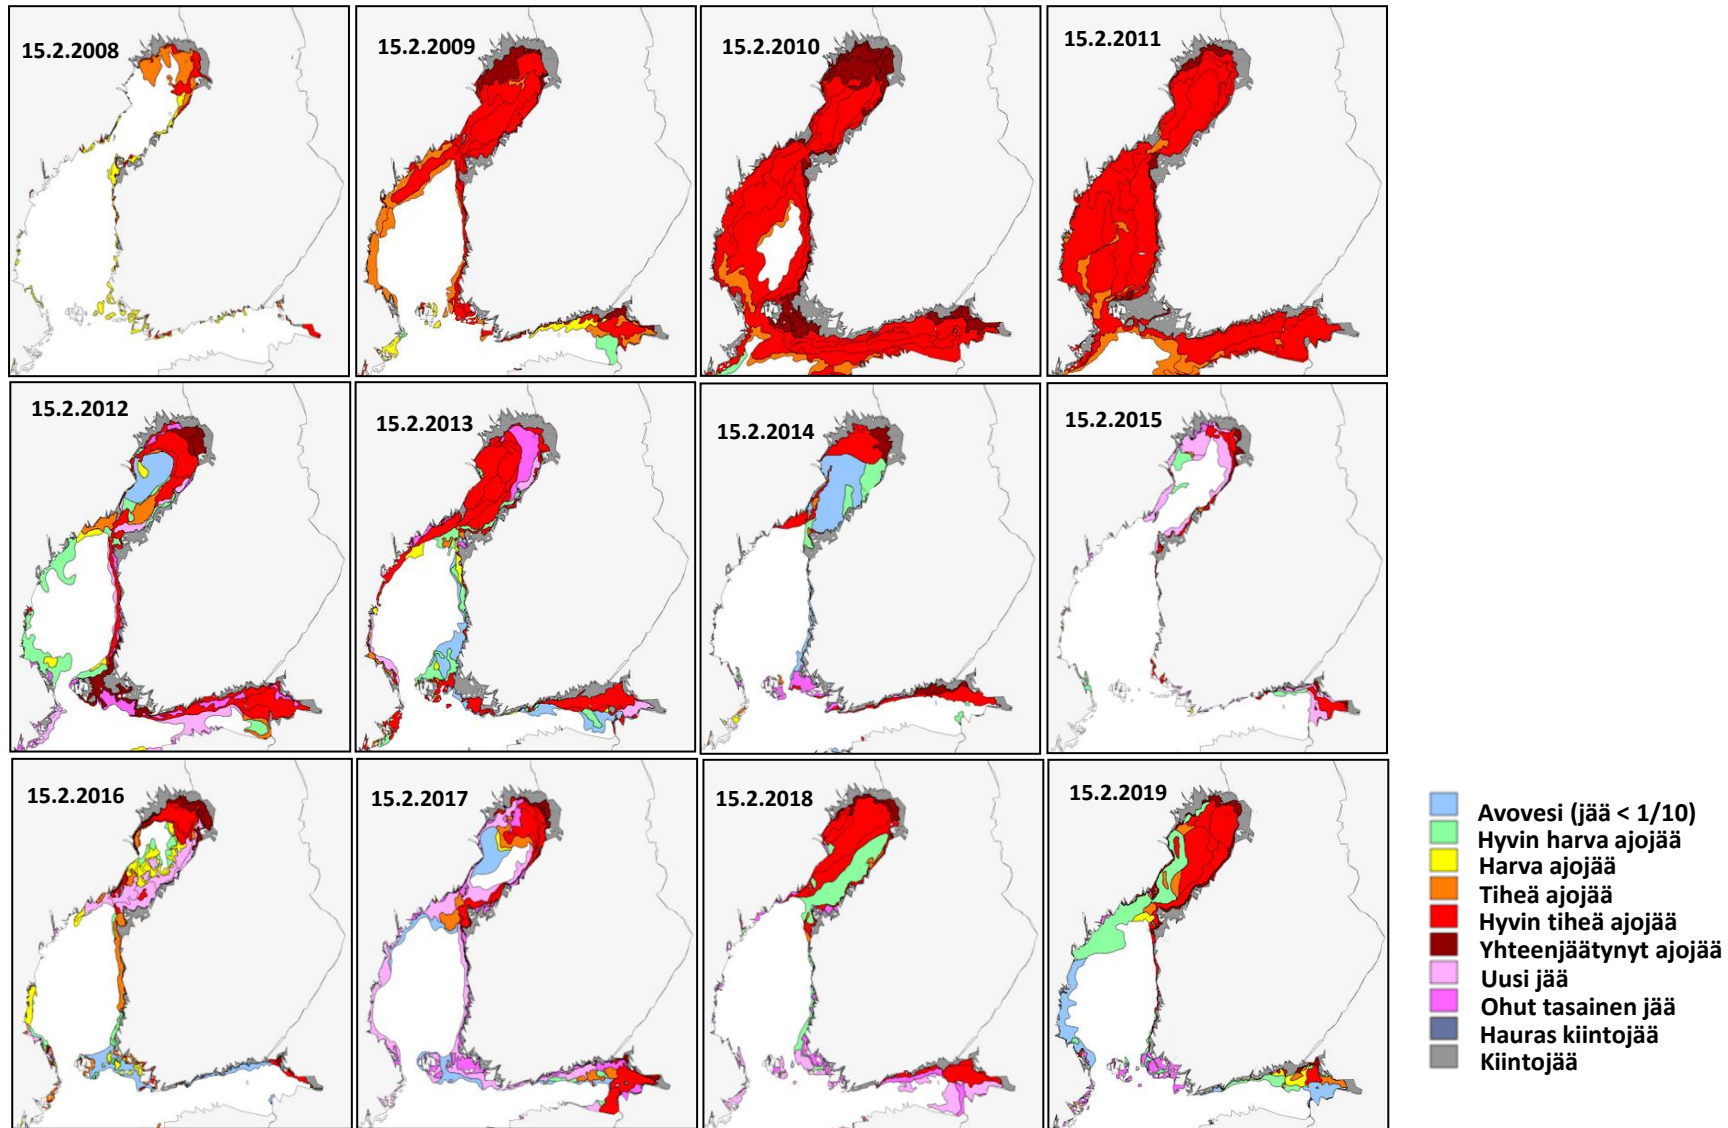 15.2.2008
15.2.2009
15.2.2010
15.2.2011
15.2.2012
15.2.2013
15.2.2014
15.2.2015
15.2.2016
15.2.2017
15.2.2018
15.2.2019
Avovesi (jää < 1/10)
Hyvin harva ajojää
Harva ajojää
Tiheä ajojää
Hyvin tiheä ajojää
Yhteenjäätynyt ajojää
Uusi jää
Ohut tasainen jää
Hauras kiintojää
Kiintojää